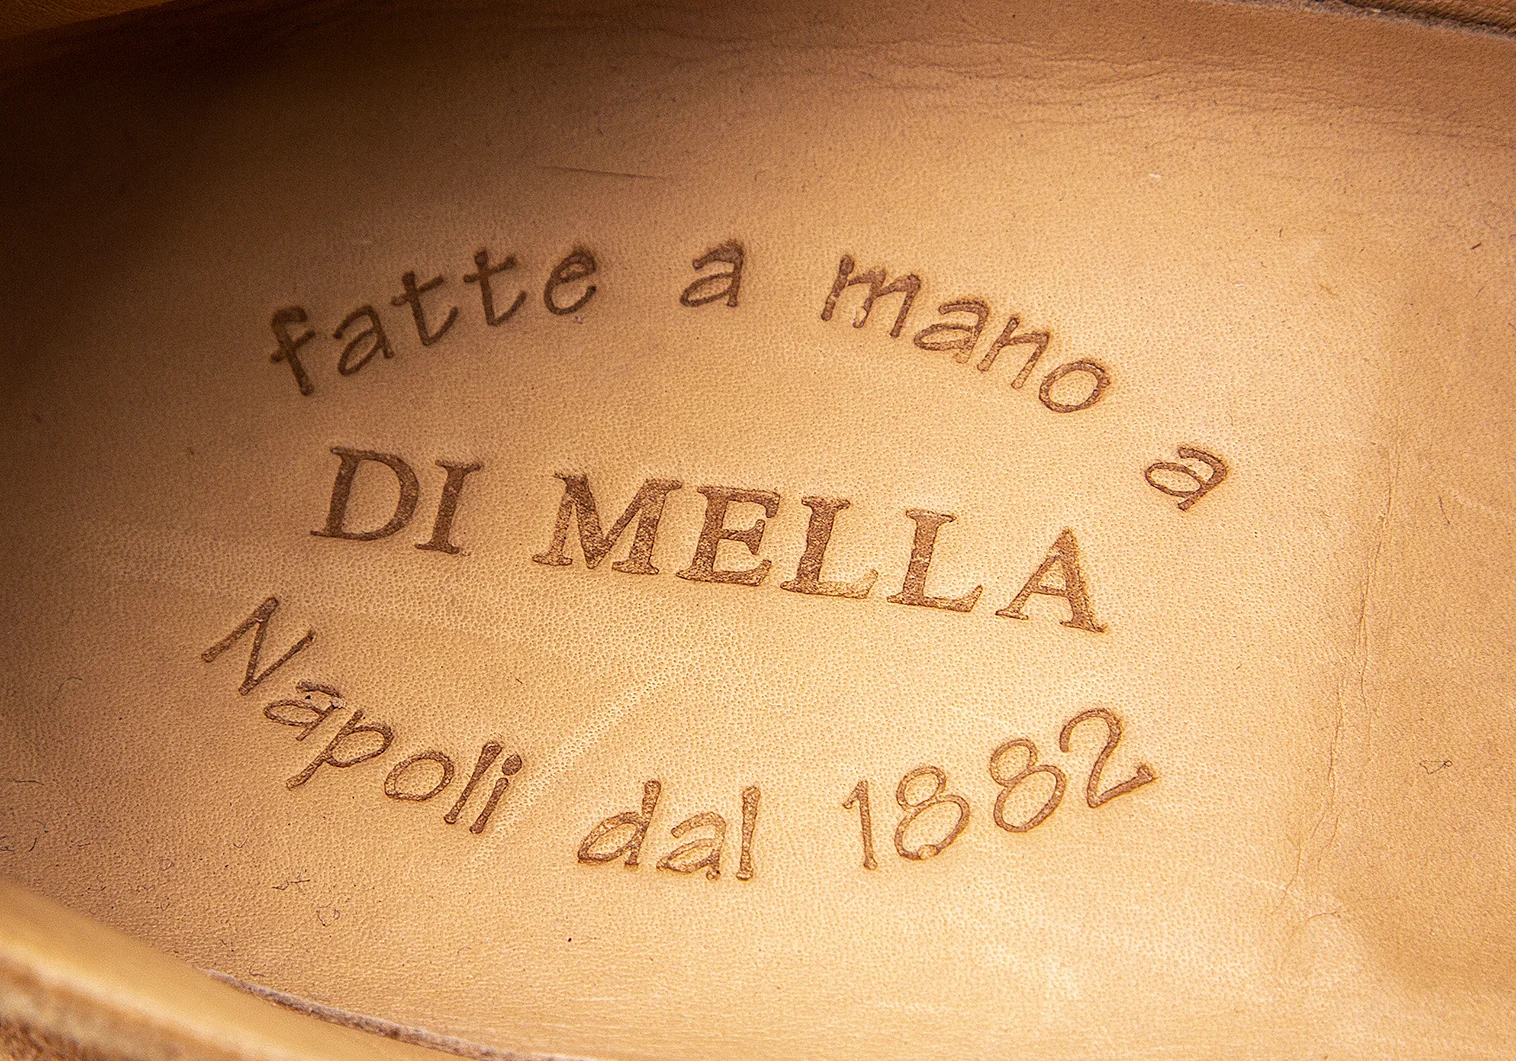 fatte a mano a
DI MELLA
Napoli dal 1882